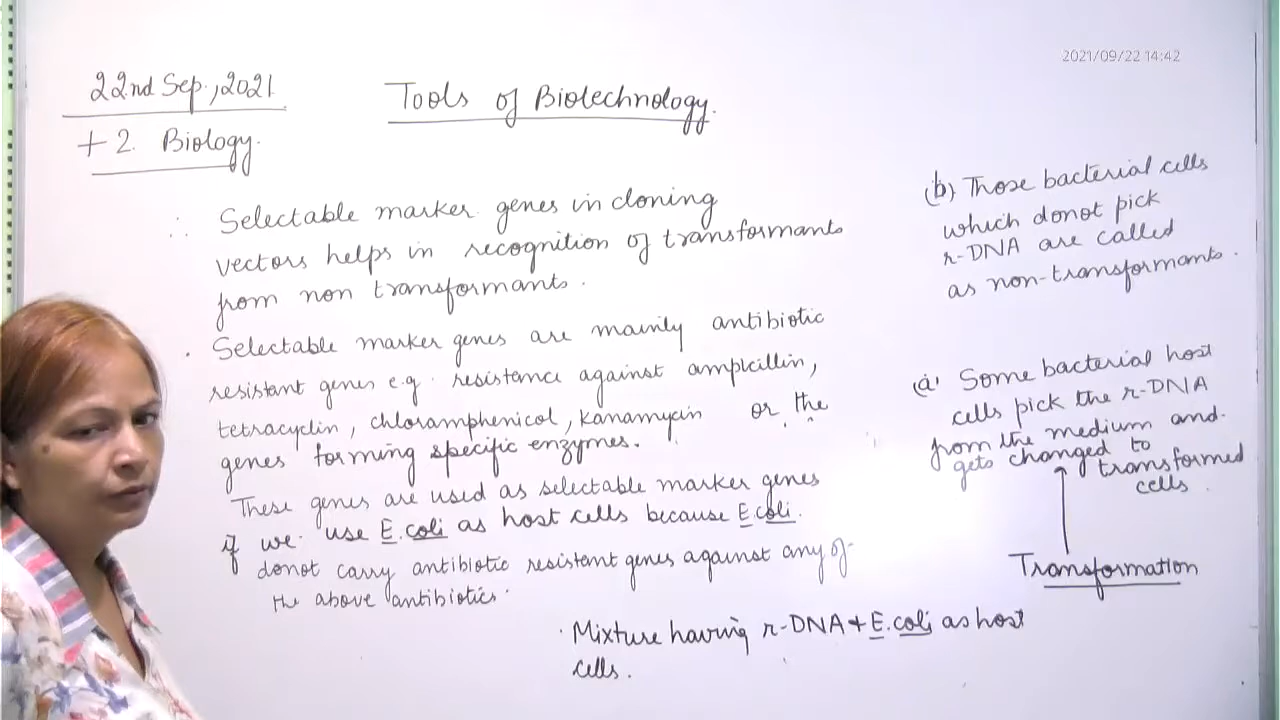 2021/09/22 14:42
22nd Sep., 2021
+2 Biology.
Tools of Biotechnology.
∴ Selectable marker genes in cloning
vectors helps in recognition of transformants
from non transformants.
. Selectable marker genes are mainly antibiotic
resistant genes e.g. resistance against ampicillin,
tetracyclin, chloramphenicol, kanamycin or the
genes forming specific enzymes.
These genes are used as selectable marker genes
if we use E.coli as host cells because E.coli
donot carry antibiotic resistant genes against any of
the above antibiotics.
. Mixture having r-DNA + E.coli as host
cells.
(b) Those bacterial cells
which donot pick
r-DNA are called
as non-transformants.
(a) Some bacterial host
cells pick the r-DNA
from the medium and
gets changed to
transformed
cells.
Transformation